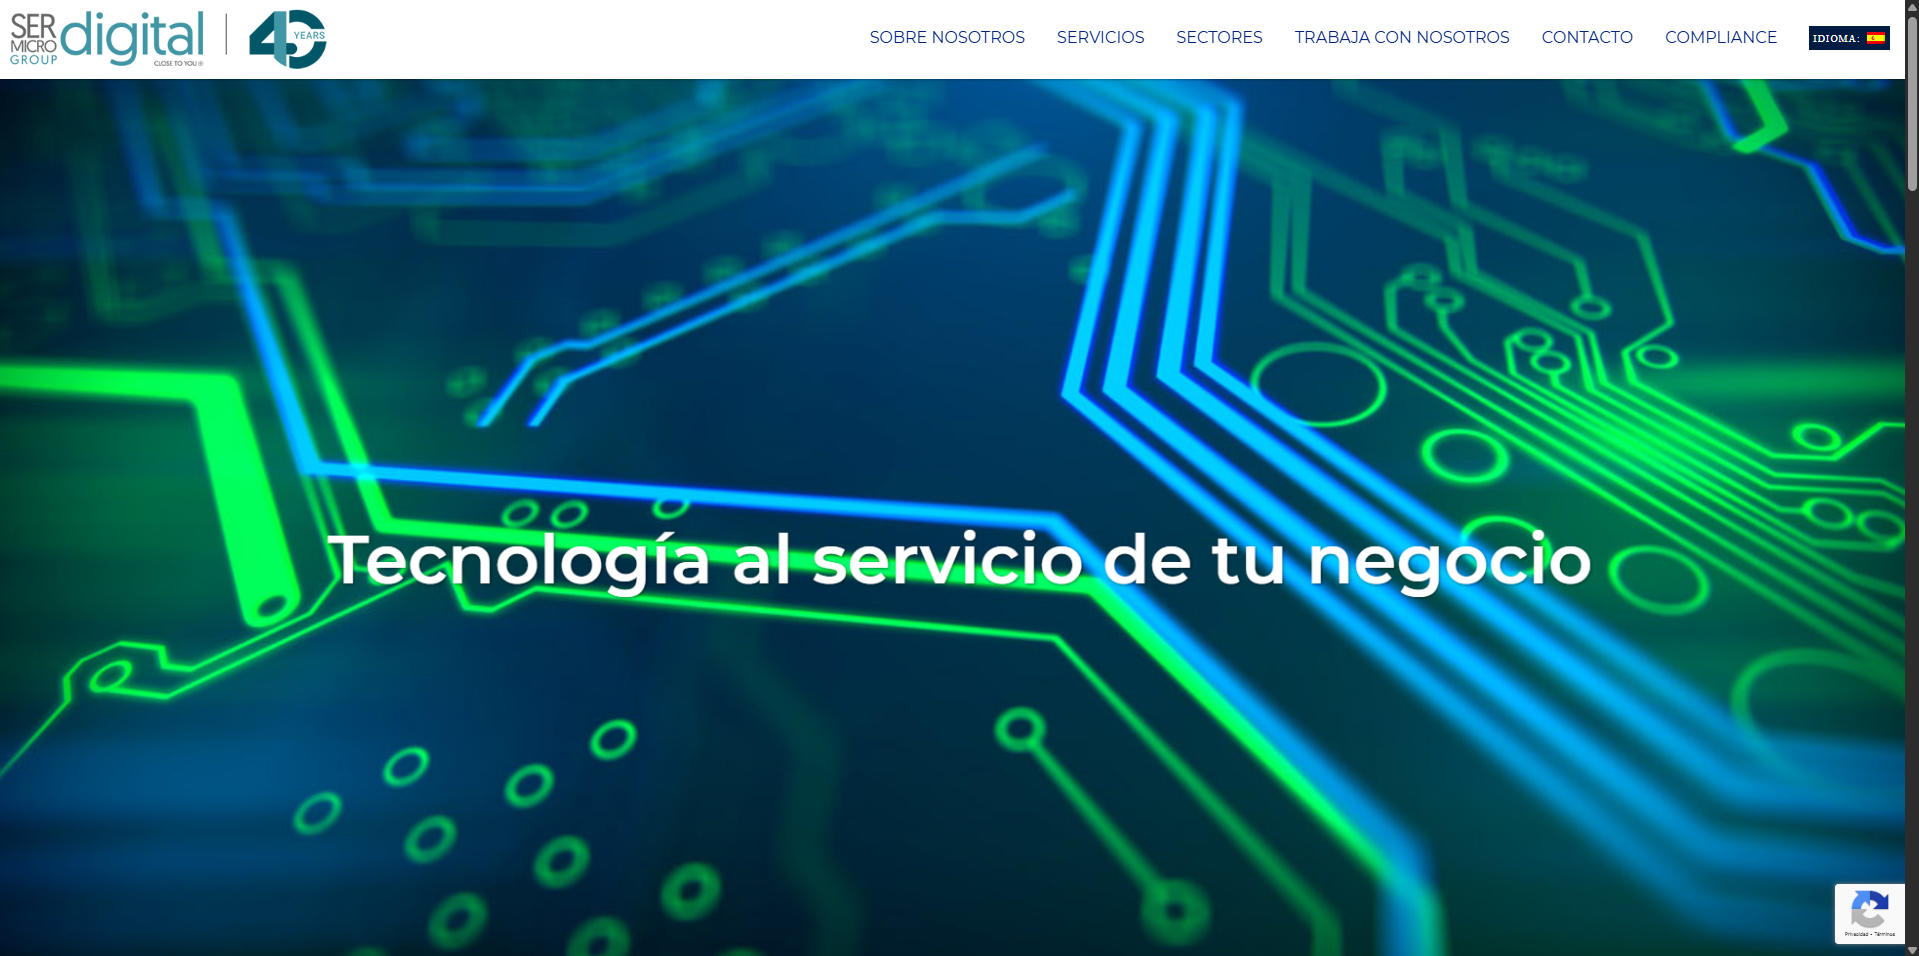 SER
MICRO
GROUP
digital
CLOSE TO YOU ®
40 YEARS
SOBRE NOSOTROS
SERVICIOS
SECTORES
TRABAJA CON NOSOTROS
CONTACTO
COMPLIANCE
IDIOMA:
Tecnología al servicio de tu negocio
Privacidad - Términos